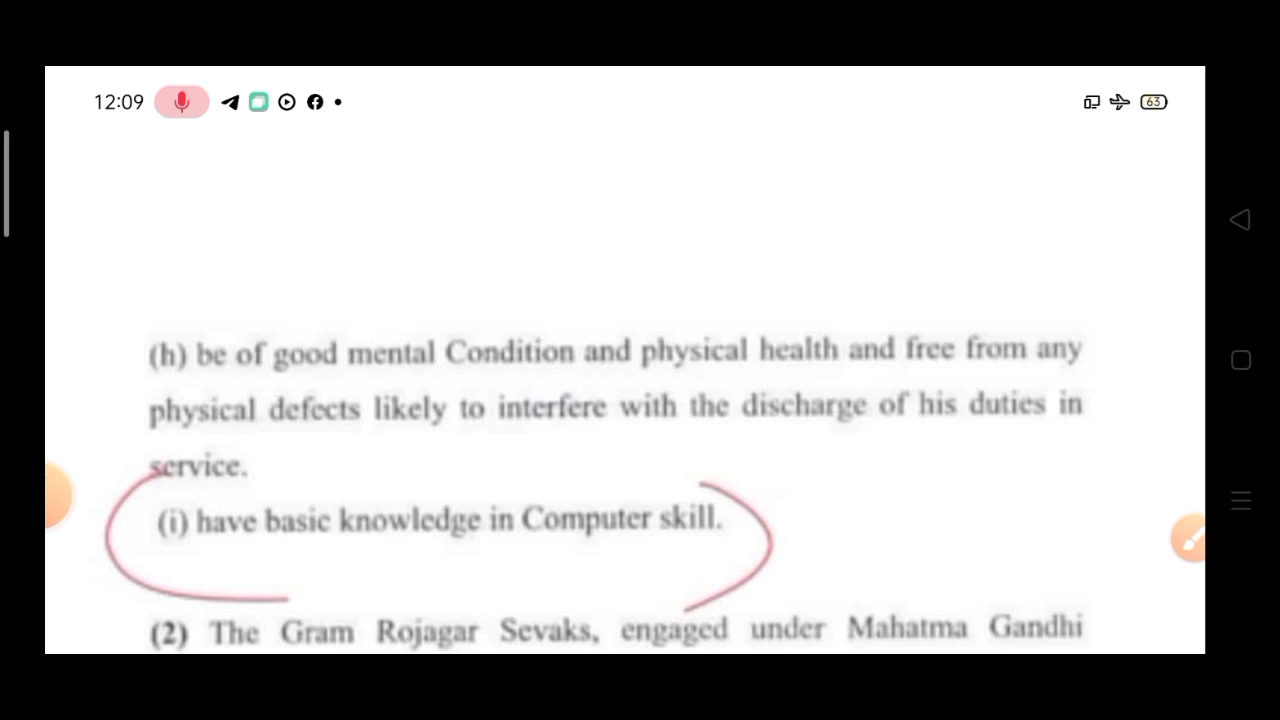 12:09
63
(h) be of good mental Condition and physical health and free from any
physical defects likely to interfere with the discharge of his duties in
service.
(i) have basic knowledge in Computer skill.
(2) The Gram Rojagar Sevaks, engaged under Mahatma Gandhi